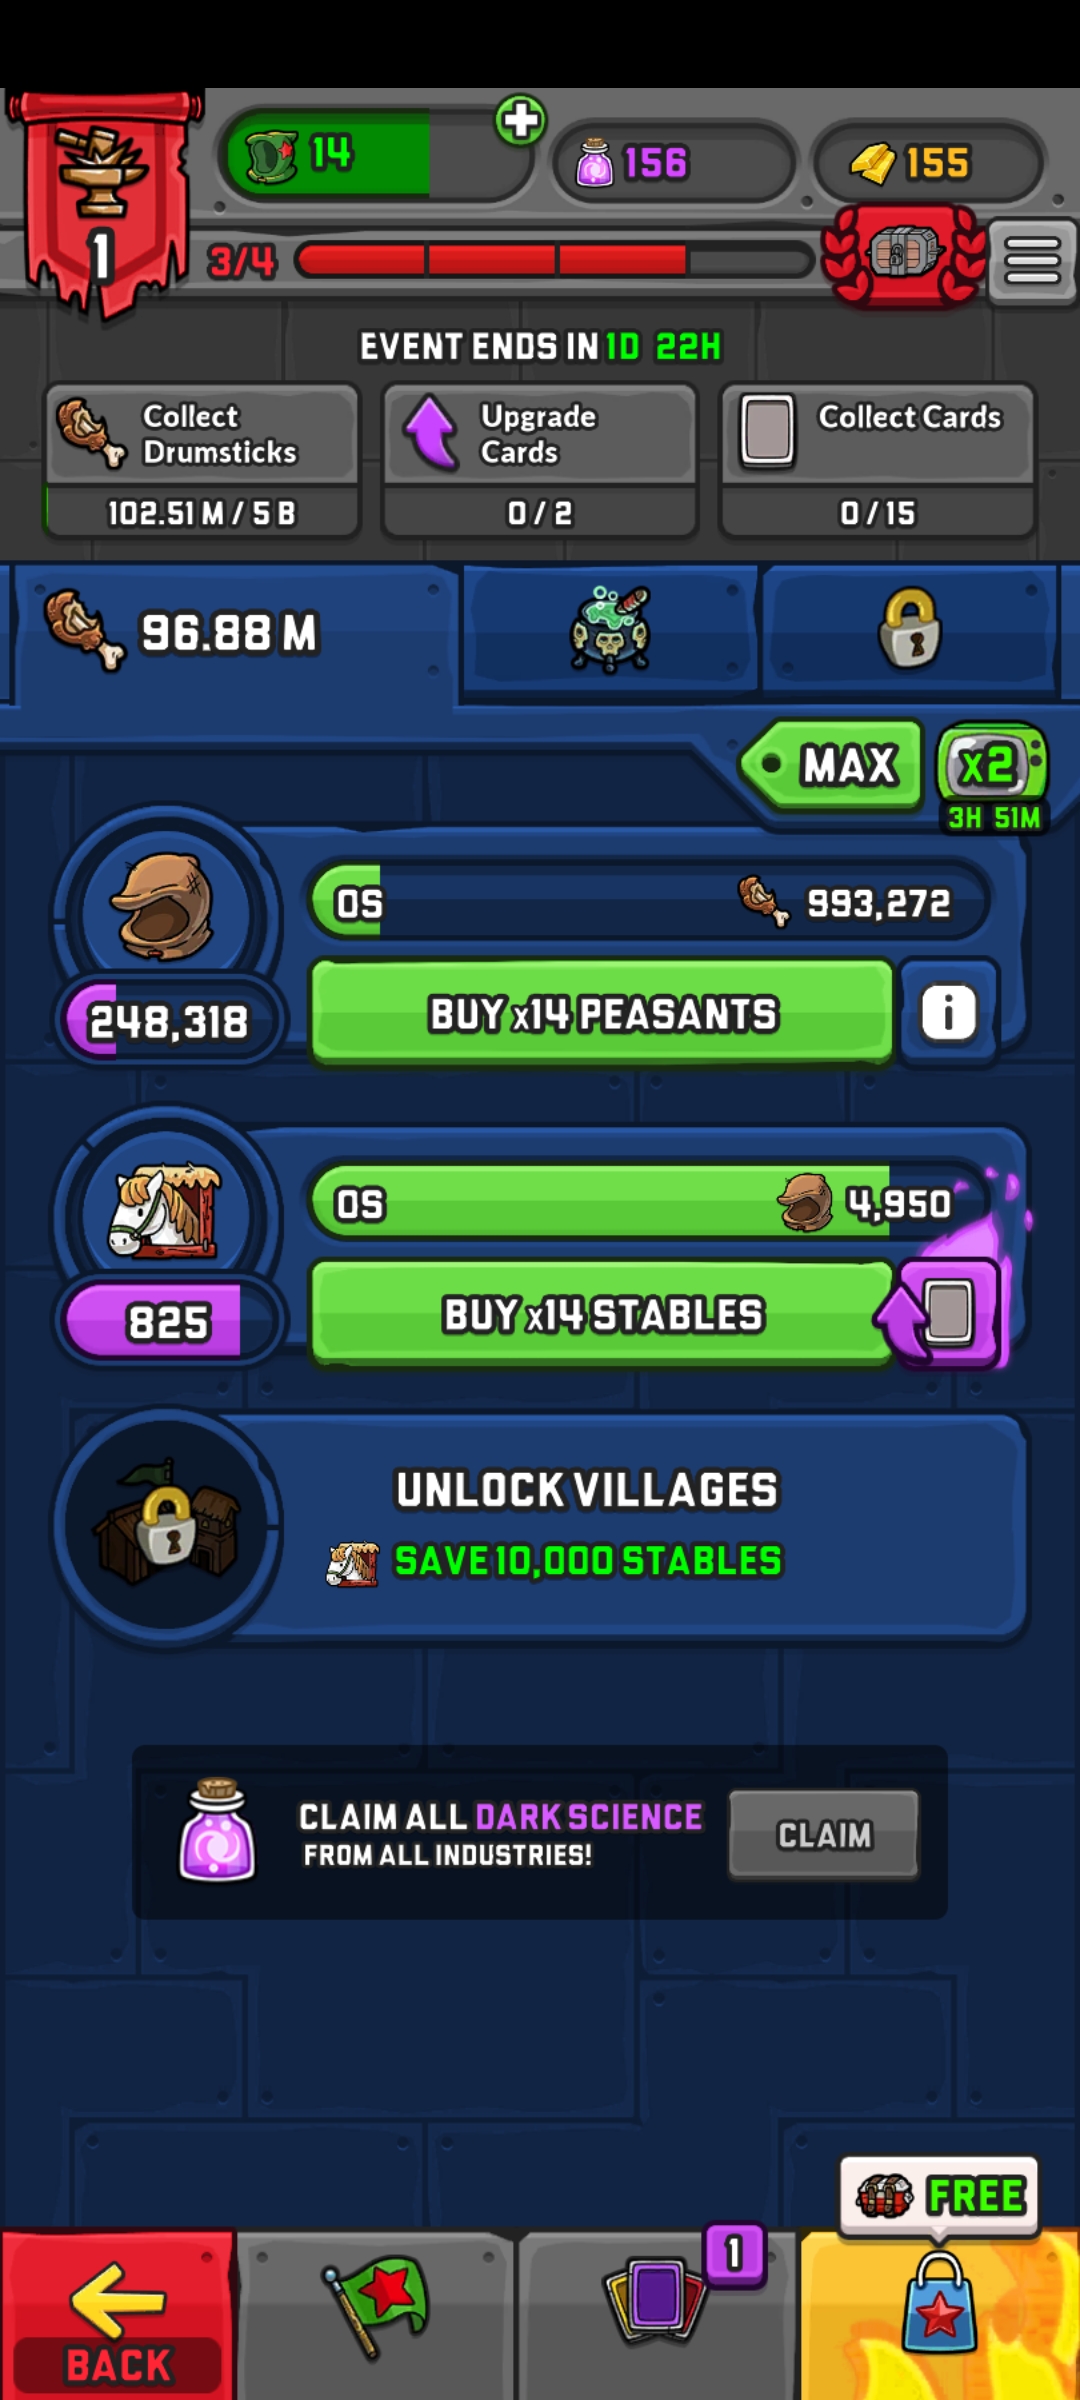 14
156
155
1
3/4
EVENT ENDS IN 1D 22H
Collect
Drumsticks
102.51 M / 5 B
Upgrade
Cards
0 / 2
Collect Cards
0 / 15
96.88 M
MAX
x2
3H 51M
0S
993,272
248,318
BUY x14 PEASANTS
i
0S
4,950
825
BUY x14 STABLES
UNLOCK VILLAGES
SAVE 10,000 STABLES
CLAIM ALL DARK SCIENCE
FROM ALL INDUSTRIES!
CLAIM
FREE
1
BACK